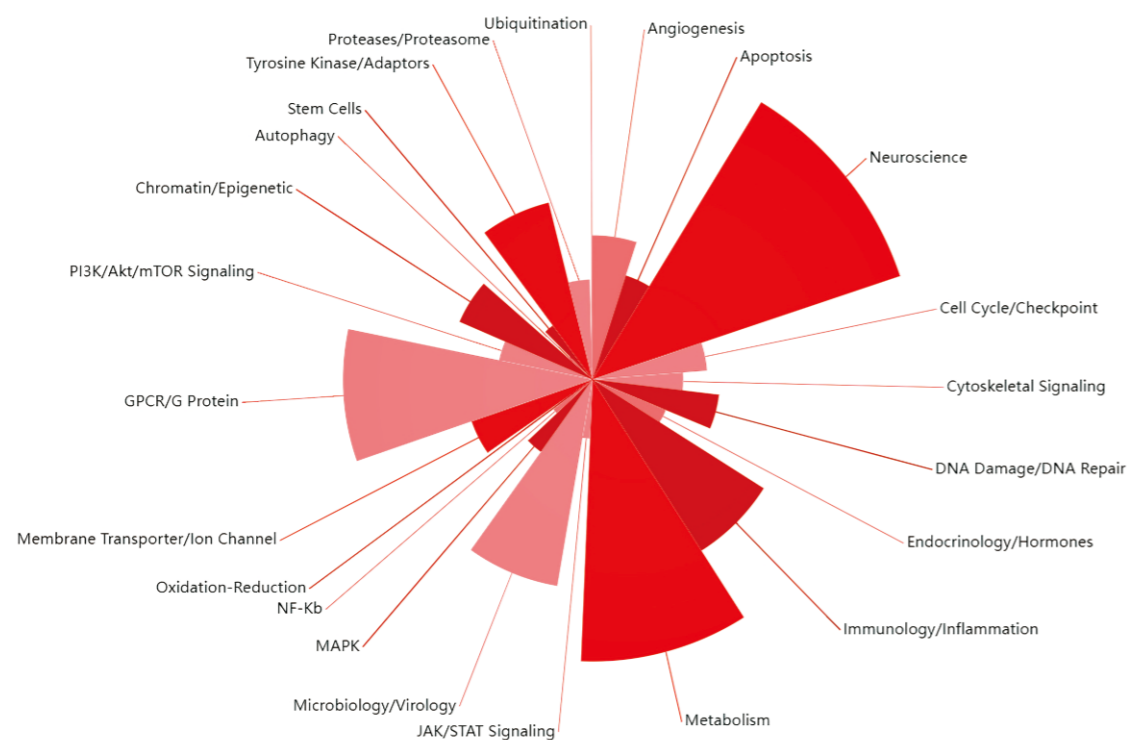 Ubiquitination
Angiogenesis
Proteases/Proteasome
Apoptosis
Tyrosine Kinase/Adaptors
Stem Cells
Autophagy
Neuroscience
Chromatin/Epigenetic
PI3K/Akt/mTOR Signaling
Cell Cycle/Checkpoint
Cytoskeletal Signaling
GPCR/G Protein
DNA Damage/DNA Repair
Membrane Transporter/Ion Channel
Endocrinology/Hormones
Oxidation-Reduction
NF-Kb
Immunology/Inflammation
MAPK
Microbiology/Virology
Metabolism
JAK/STAT Signaling